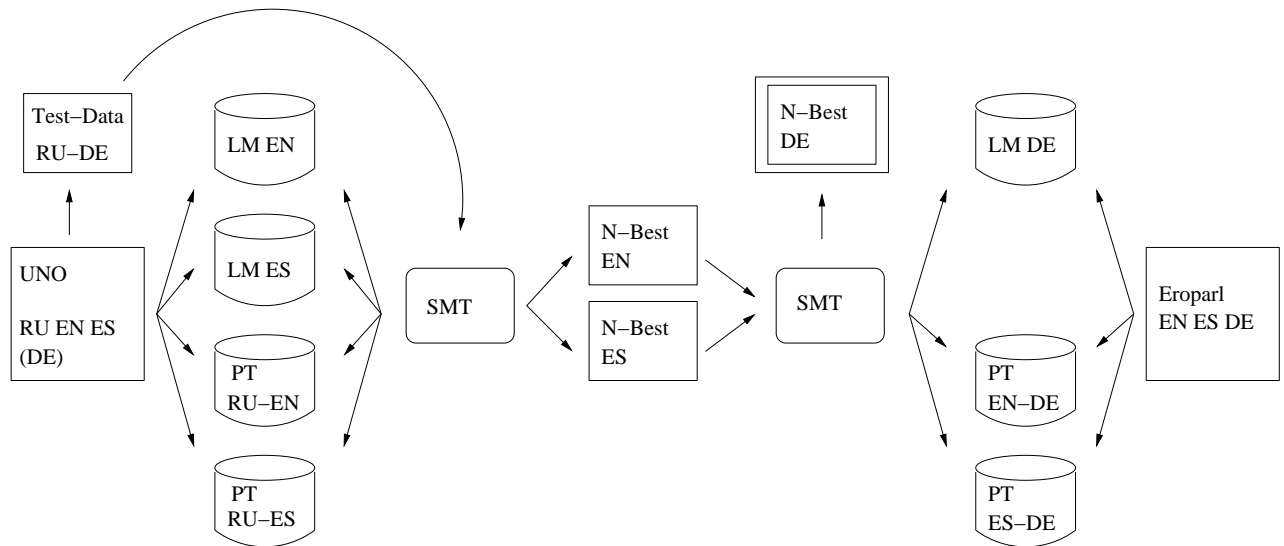 Test−Data
RU−DE
UNO
RU EN ES
(DE)
LM EN
LM ES
PT
RU−EN
PT
RU−ES
SMT
N−Best
EN
N−Best
ES
N−Best
DE
SMT
LM DE
PT
EN−DE
PT
ES−DE
Eroparl
EN ES DE